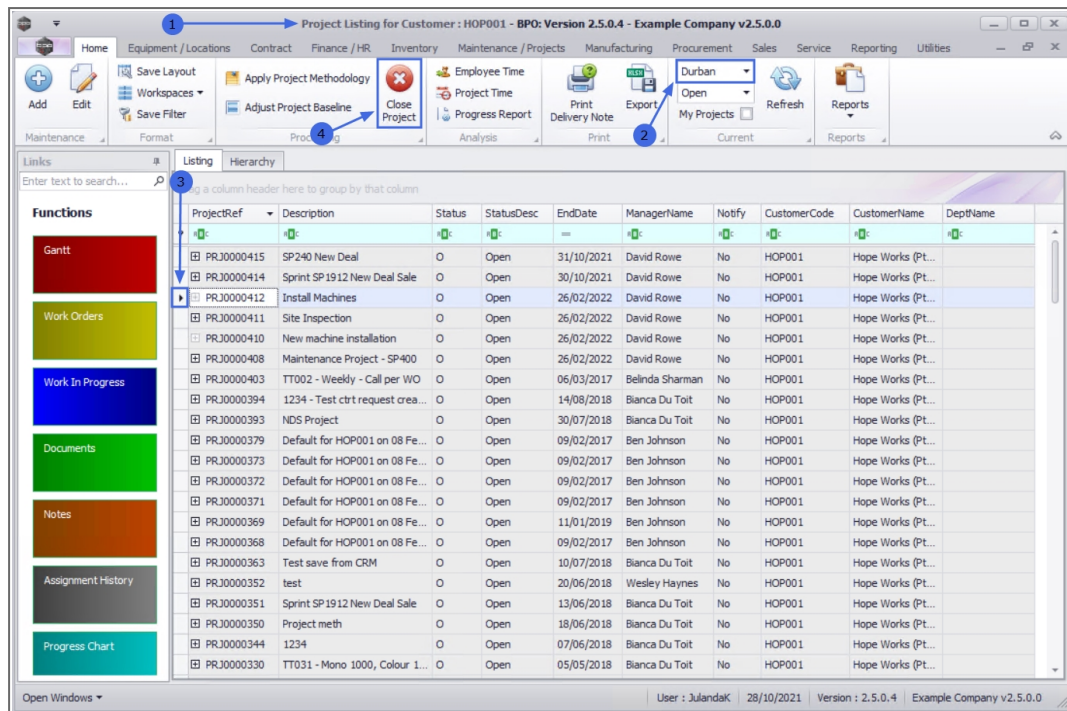 1
Project Listing for Customer : HOP001 - BPO: Version 2.5.0.4 - Example Company v2.5.0.0
Home Equipment / Locations Contract Finance / HR Inventory Maintenance / Projects Manufacturing Procurement Sales Service Reporting Utilities
Add
Edit
Maintenance
Save Layout
Workspaces
Save Filter
Format
Apply Project Methodology
Adjust Project Baseline
Close
Project
4
Employee Time
Project Time
Progress Report
Analysis
Print
Delivery Note
Export
Print
2
Durban
Open
My Projects
Refresh
Current
Reports
Reports
Links
Enter text to search...
Functions
Gantt
Work Orders
Work In Progress
Documents
Notes
Assignment History
Progress Chart
Listing Hierarchy
3
a column header here to group by that column
ProjectRef Description Status StatusDesc EndDate ManagerName Notify CustomerCode CustomerName DeptName
PRJ0000415 SP240 New Deal O Open 31/10/2021 David Rowe No HOP001 Hope Works (Pt...
PRJ0000414 Sprint SP1912 New Deal Sale O Open 30/10/2021 David Rowe No HOP001 Hope Works (Pt...
PRJ0000412 Install Machines O Open 26/02/2022 David Rowe No HOP001 Hope Works (Pt...
PRJ0000411 Site Inspection O Open 26/02/2022 David Rowe No HOP001 Hope Works (Pt...
PRJ0000410 New machine installation O Open 26/02/2022 David Rowe No HOP001 Hope Works (Pt...
PRJ0000408 Maintenance Project - SP400 O Open 26/02/2022 David Rowe No HOP001 Hope Works (Pt...
PRJ0000403 TT002 - Weekly - Call per WO O Open 06/03/2017 Belinda Sharman No HOP001 Hope Works (Pt...
PRJ0000394 1234 - Test ctrt request crea... O Open 14/08/2018 Bianca Du Toit No HOP001 Hope Works (Pt...
PRJ0000393 NDS Project O Open 30/07/2018 Bianca Du Toit No HOP001 Hope Works (Pt...
PRJ0000379 Default for HOP001 on 08 Fe... O Open 09/02/2017 Ben Johnson No HOP001 Hope Works (Pt...
PRJ0000373 Default for HOP001 on 08 Fe... O Open 09/02/2017 Ben Johnson No HOP001 Hope Works (Pt...
PRJ0000372 Default for HOP001 on 08 Fe... O Open 09/02/2017 Ben Johnson No HOP001 Hope Works (Pt...
PRJ0000371 Default for HOP001 on 08 Fe... O Open 09/02/2017 Ben Johnson No HOP001 Hope Works (Pt...
PRJ0000369 Default for HOP001 on 08 Fe... O Open 11/01/2019 Ben Johnson No HOP001 Hope Works (Pt...
PRJ0000368 Default for HOP001 on 08 Fe... O Open 09/02/2017 Ben Johnson No HOP001 Hope Works (Pt...
PRJ0000363 Test save from CRM O Open 10/07/2018 Bianca Du Toit No HOP001 Hope Works (Pt...
PRJ0000352 test O Open 20/06/2018 Wesley Haynes No HOP001 Hope Works (Pt...
PRJ0000351 Sprint SP1912 New Deal Sale O Open 13/06/2018 Bianca Du Toit No HOP001 Hope Works (Pt...
PRJ0000350 Project meth O Open 18/06/2018 Bianca Du Toit No HOP001 Hope Works (Pt...
PRJ0000344 1234 O Open 07/06/2018 Bianca Du Toit No HOP001 Hope Works (Pt...
PRJ0000330 TT031 - Mono 1000, Colour 1... O Open 05/05/2018 Bianca Du Toit No HOP001 Hope Works (Pt...
Open Windows User : JulandaK 28/10/2021 Version : 2.5.0.4 Example Company v2.5.0.0